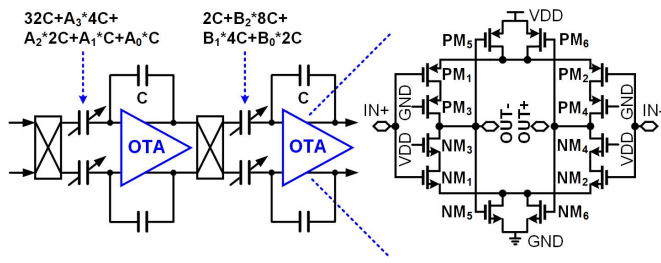 32C+A₃*4C+
A₂*2C+A₁*C+A₀*C
2C+B₂*8C+
B₁*4C+B₀*2C
C
C
OTA
OTA
VDD
PM₅
PM₆
PM₁
PM₂
IN+
GND
PM₃
OUT-
OUT+
PM₄
GND
IN-
VDD
NM₃
NM₄
VDD
NM₁
NM₂
NM₅
NM₆
GND